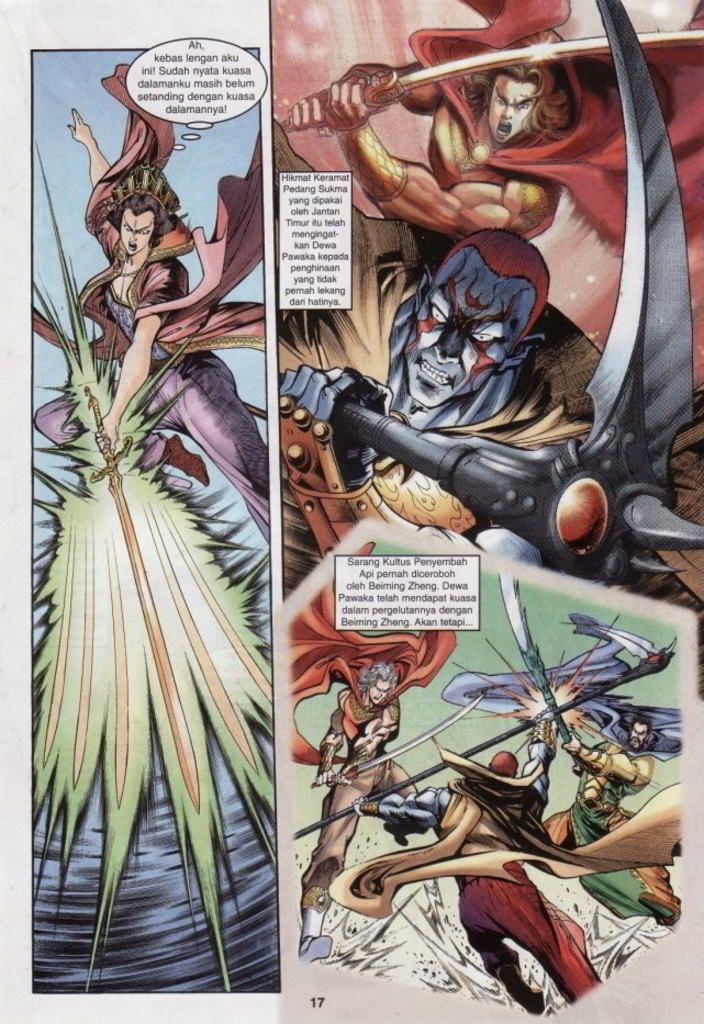 Ah,
kebas lengan aku
ini! Sudah nyata kuasa
dalamanku masih belum
setanding dengan kuasa
dalamannya!
Hikmat Keramat
Pedang Sukma
yang dipakai
oleh Jantan
Timur itu telah
mengingat-
kan Dewa
Pawaka kepada
penghinaan
yang tidak
pernah lekang
dari hatinya.
Sarang Kultus Penyembah
Api pernah diceroboh
oleh Beiming Zheng. Dewa
Pawaka telah mendapat kuasa
dalam pergelutannya dengan
Beiming Zheng. Akan tetapi...
17